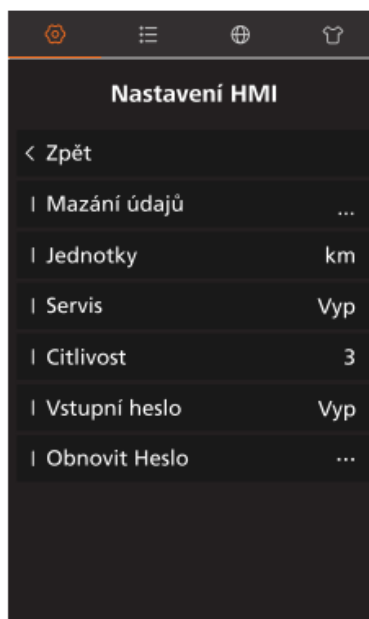 Nastavení HMI
< Zpět
| Mazání údajů ...
| Jednotky km
| Servis Vyp
| Citlivost 3
| Vstupní heslo Vyp
| Obnovit Heslo ...